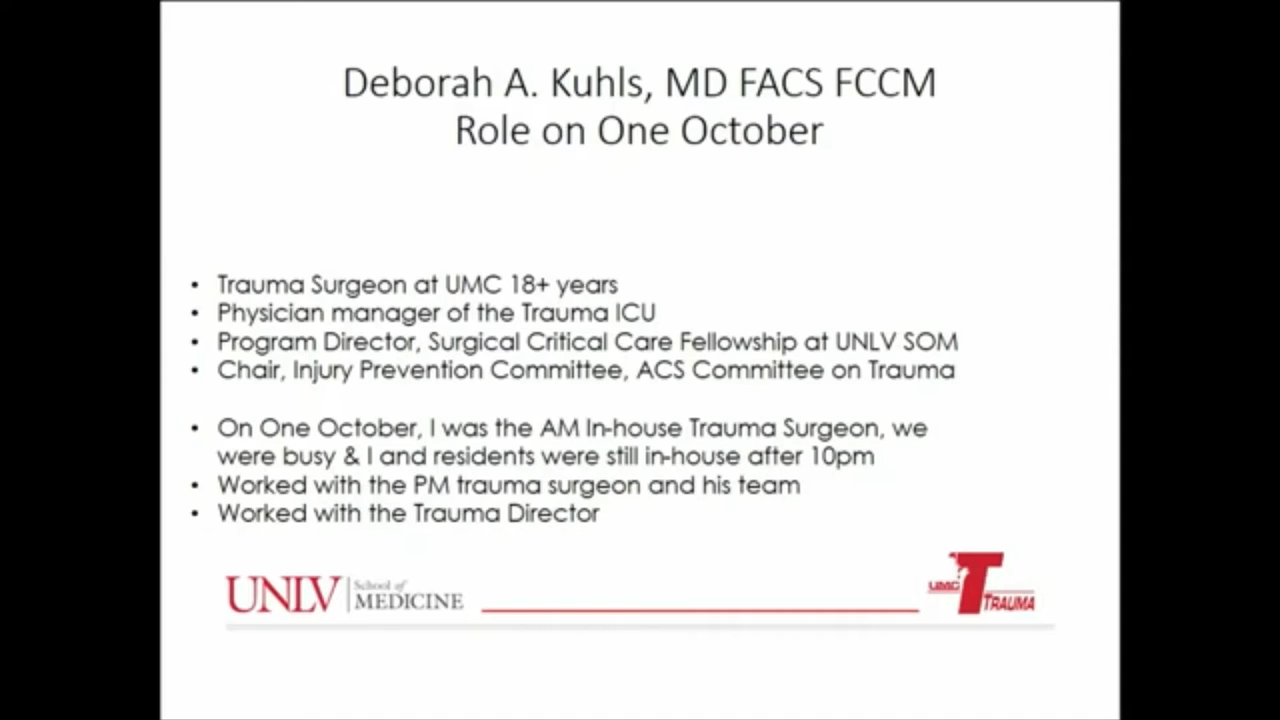 Deborah A. Kuhls, MD FACS FCCM
Role on One October
• Trauma Surgeon at UMC 18+ years
• Physician manager of the Trauma ICU
• Program Director, Surgical Critical Care Fellowship at UNLV SOM
• Chair, Injury Prevention Committee, ACS Committee on Trauma
• On One October, I was the AM In-house Trauma Surgeon, we
were busy & I and residents were still in-house after 10pm
• Worked with the PM trauma surgeon and his team
• Worked with the Trauma Director
UNLV School of
MEDICINE
UMC T
TRAUMA